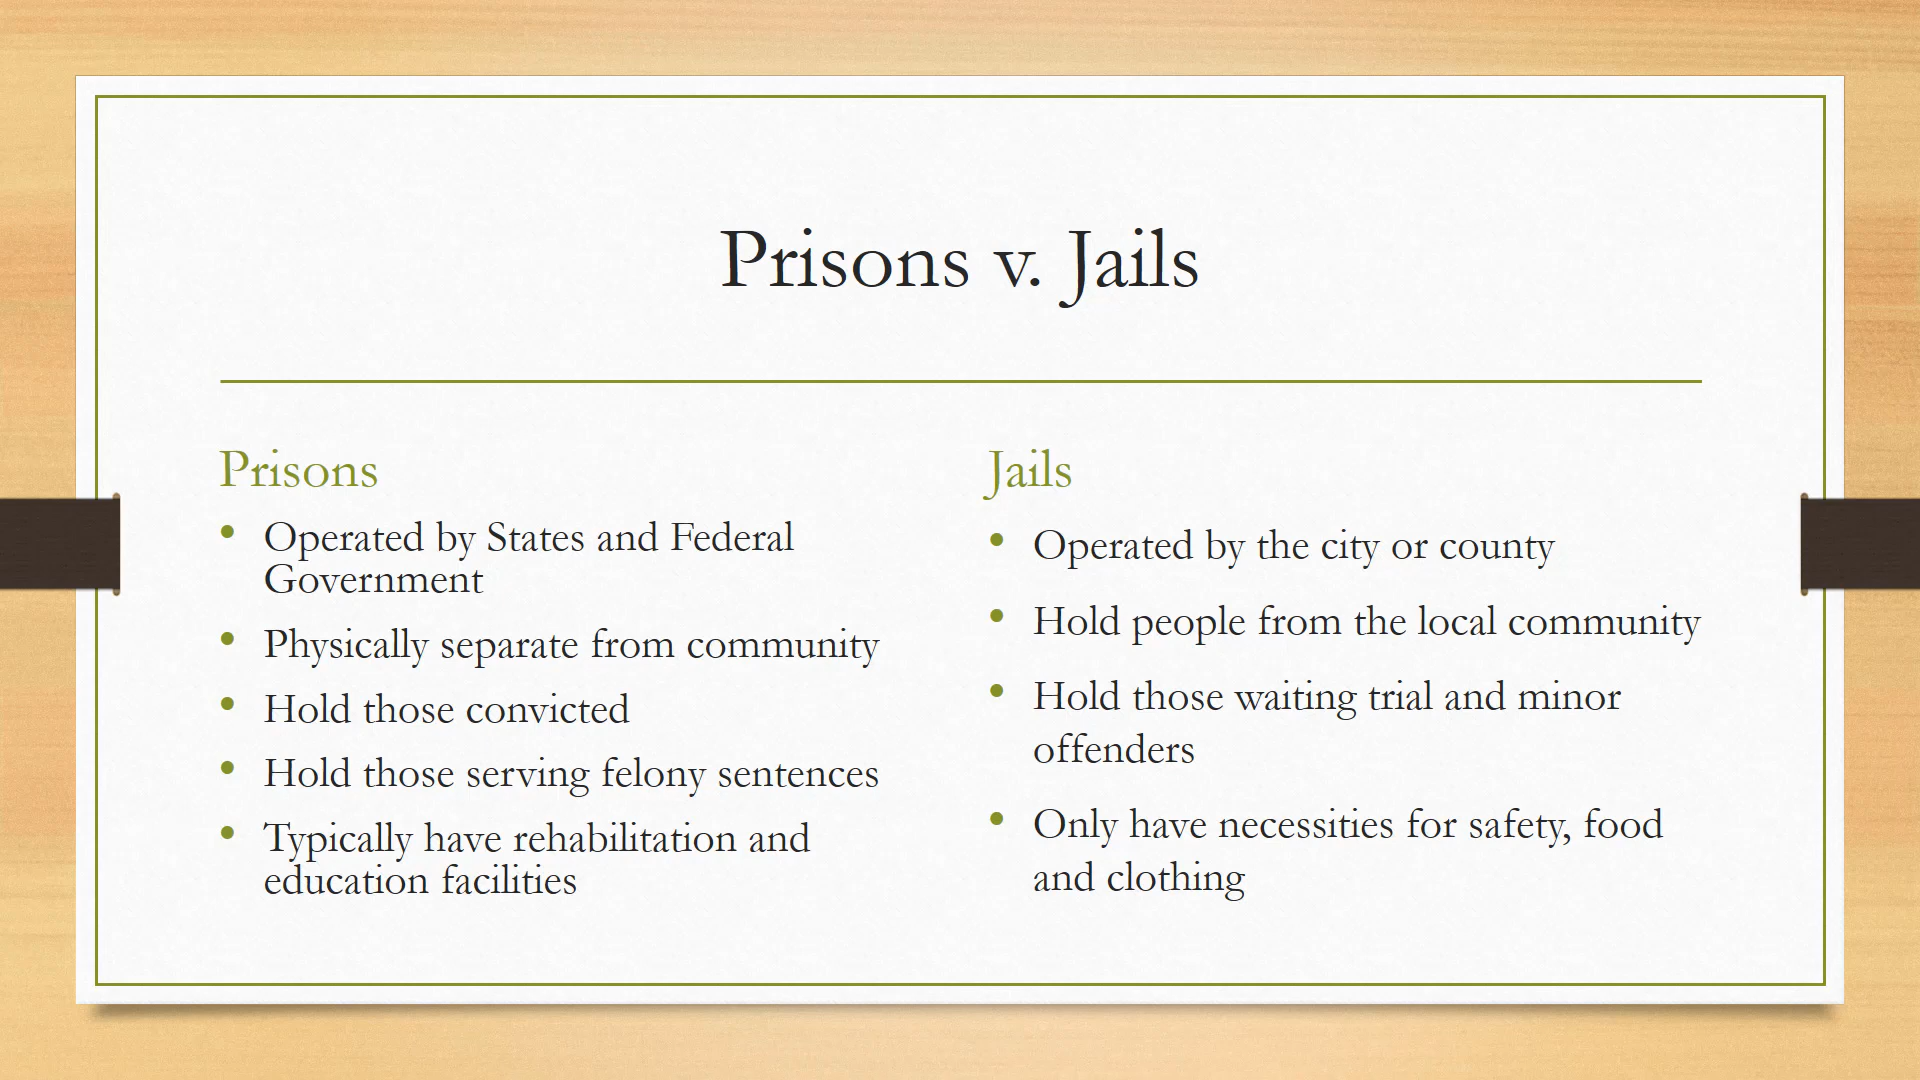 Prisons v. Jails
Prisons
Operated by States and Federal
Government
Physically separate from community
Hold those convicted
Hold those serving felony sentences
Typically have rehabilitation and
education facilities
Jails
Operated by the city or county
Hold people from the local community
Hold those waiting trial and minor
offenders
Only have necessities for safety, food
and clothing